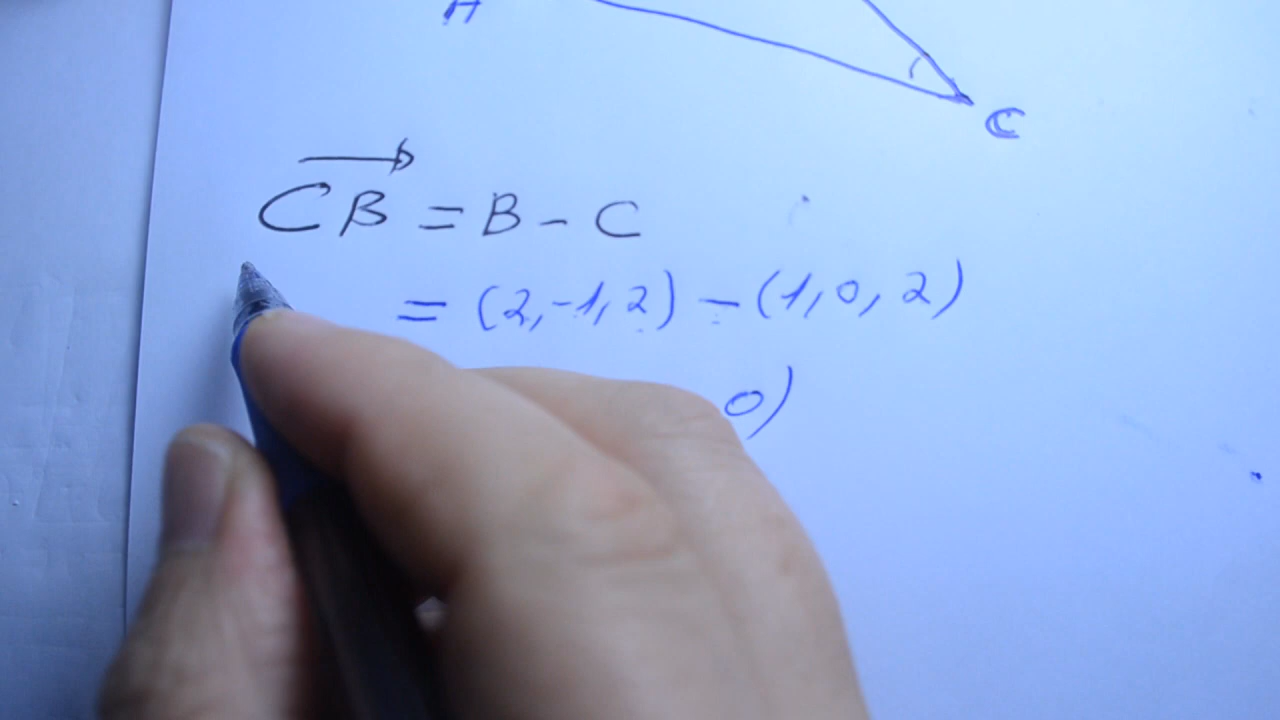 A
C
CB = B - C
= (2,-1,2) - (1,0,2)
0)